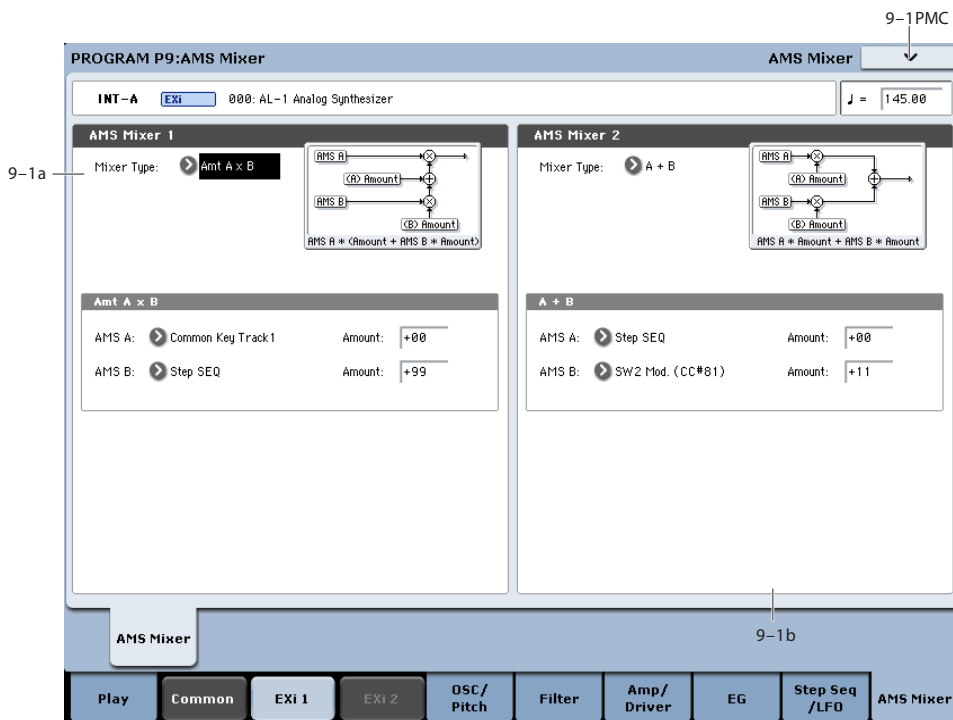 9–1PMC
PROGRAM P9:AMS Mixer AMS Mixer
INT-A EXi 000: AL-1 Analog Synthesizer ♩ = 145.00
AMS Mixer 1
9–1a
Mixer Type: Amt A x B
AMS A
(A) Amount
AMS B
(B) Amount
AMS A * (Amount + AMS B * Amount)
Amt A x B
AMS A: Common Key Track1 Amount: +00
AMS B: Step SEQ Amount: +99
AMS Mixer 2
Mixer Type: A + B
AMS A
(A) Amount
AMS B
(B) Amount
AMS A * Amount + AMS B * Amount
A + B
AMS A: Step SEQ Amount: +00
AMS B: SW2 Mod. (CC#81) Amount: +11
9–1b
AMS Mixer
Play Common EXi 1 EXi 2 OSC/ Pitch Filter Amp/ Driver EG Step Seq /LFO AMS Mixer